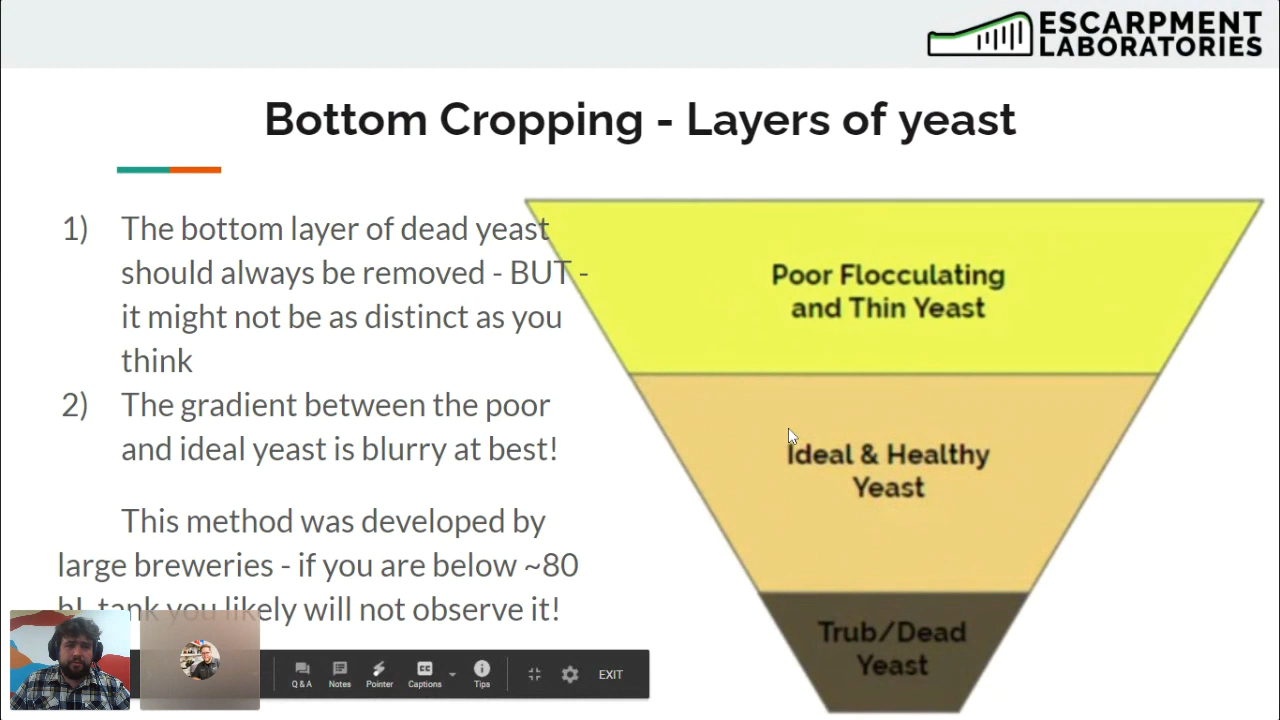 ESCARPMENT
LABORATORIES
Bottom Cropping - Layers of yeast
1) The bottom layer of dead yeast
should always be removed - BUT -
it might not be as distinct as you
think
2) The gradient between the poor
and ideal yeast is blurry at best!
This method was developed by
large breweries - if you are below ~80
hL tank you likely will not observe it!
Poor Flocculating
and Thin Yeast
Ideal & Healthy
Yeast
Trub/Dead
Yeast
Q & A
Notes
Pointer
CC
Captions
Tips
EXIT